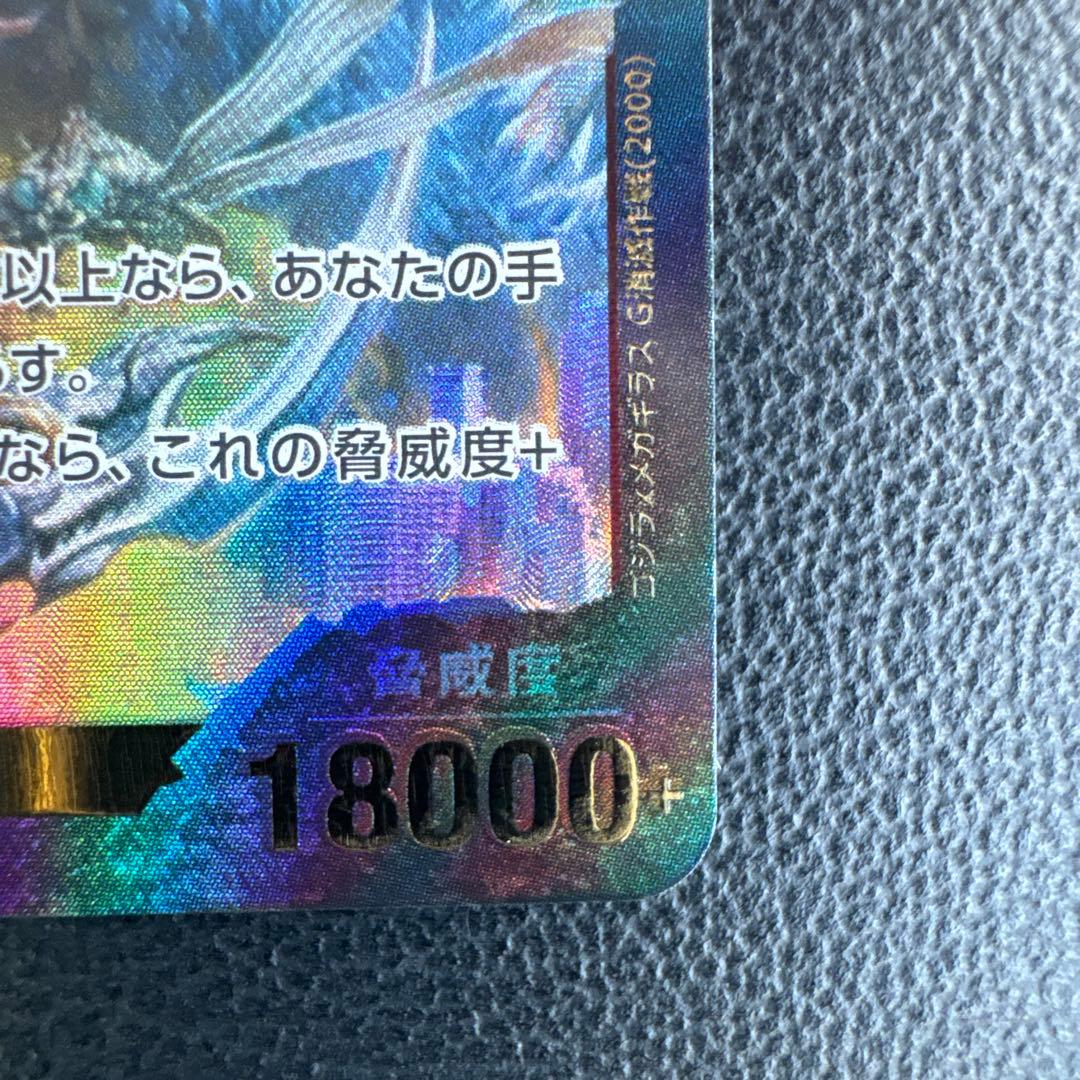 以上なら、あなたの手
す。
なら、これの脅威度+
ゴジラ×メガギラス G消滅作戦(2000)
脅威度
18000+